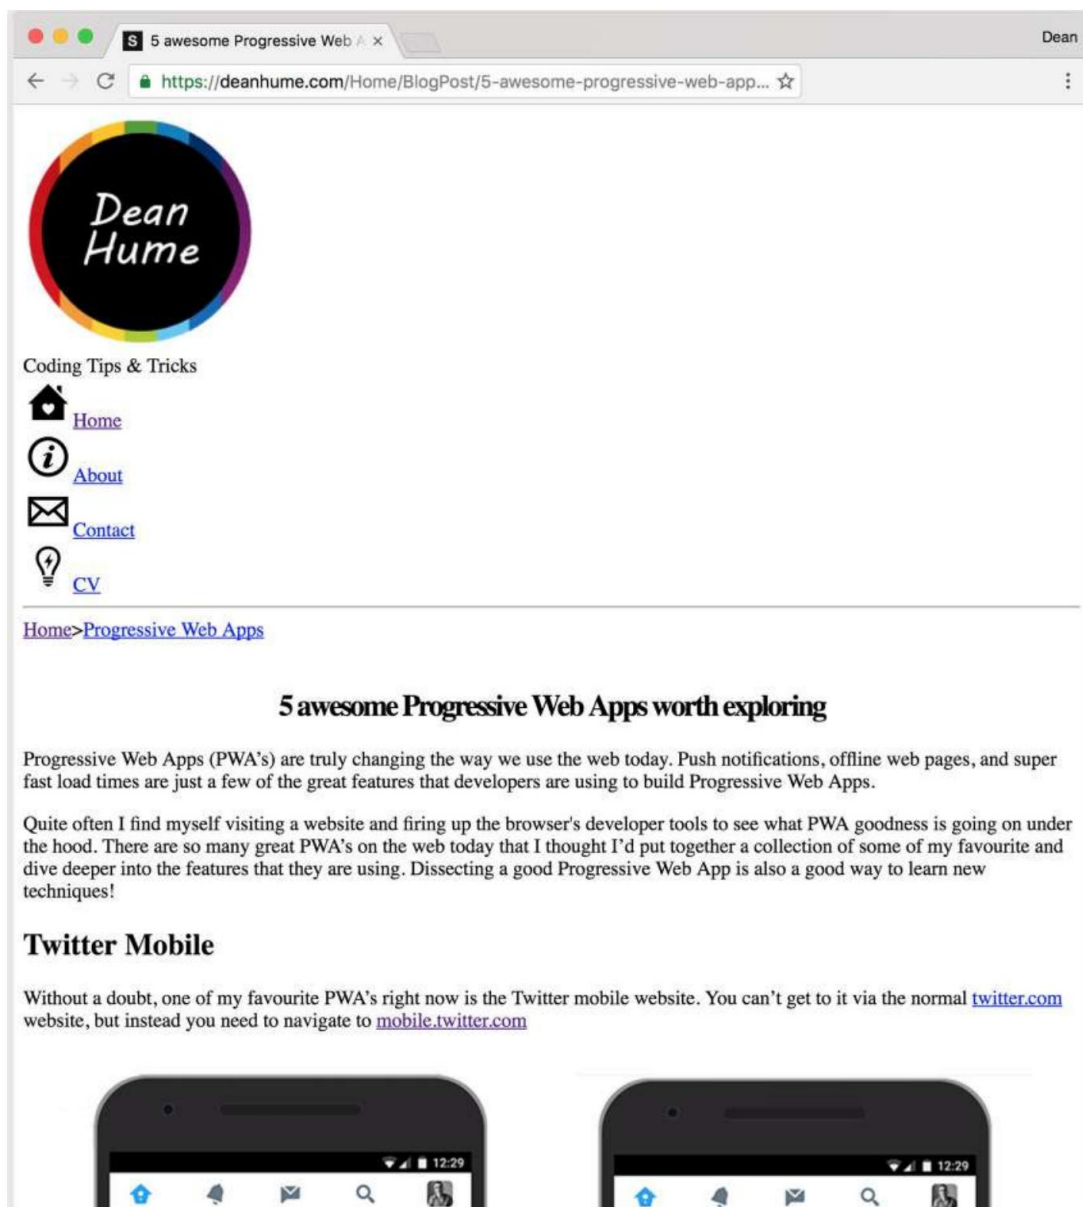 S 5 awesome Progressive Web A ×
Dean
https://deanhume.com/Home/BlogPost/5-awesome-progressive-web-app...
Dean
Hume
Coding Tips & Tricks
Home
About
Contact
CV
Home>Progressive Web Apps
5 awesome Progressive Web Apps worth exploring
Progressive Web Apps (PWA’s) are truly changing the way we use the web today. Push notifications, offline web pages, and super
fast load times are just a few of the great features that developers are using to build Progressive Web Apps.
Quite often I find myself visiting a website and firing up the browser's developer tools to see what PWA goodness is going on under
the hood. There are so many great PWA’s on the web today that I thought I’d put together a collection of some of my favourite and
dive deeper into the features that they are using. Dissecting a good Progressive Web App is also a good way to learn new
techniques!
Twitter Mobile
Without a doubt, one of my favourite PWA’s right now is the Twitter mobile website. You can’t get to it via the normal twitter.com
website, but instead you need to navigate to mobile.twitter.com
12:29
12:29